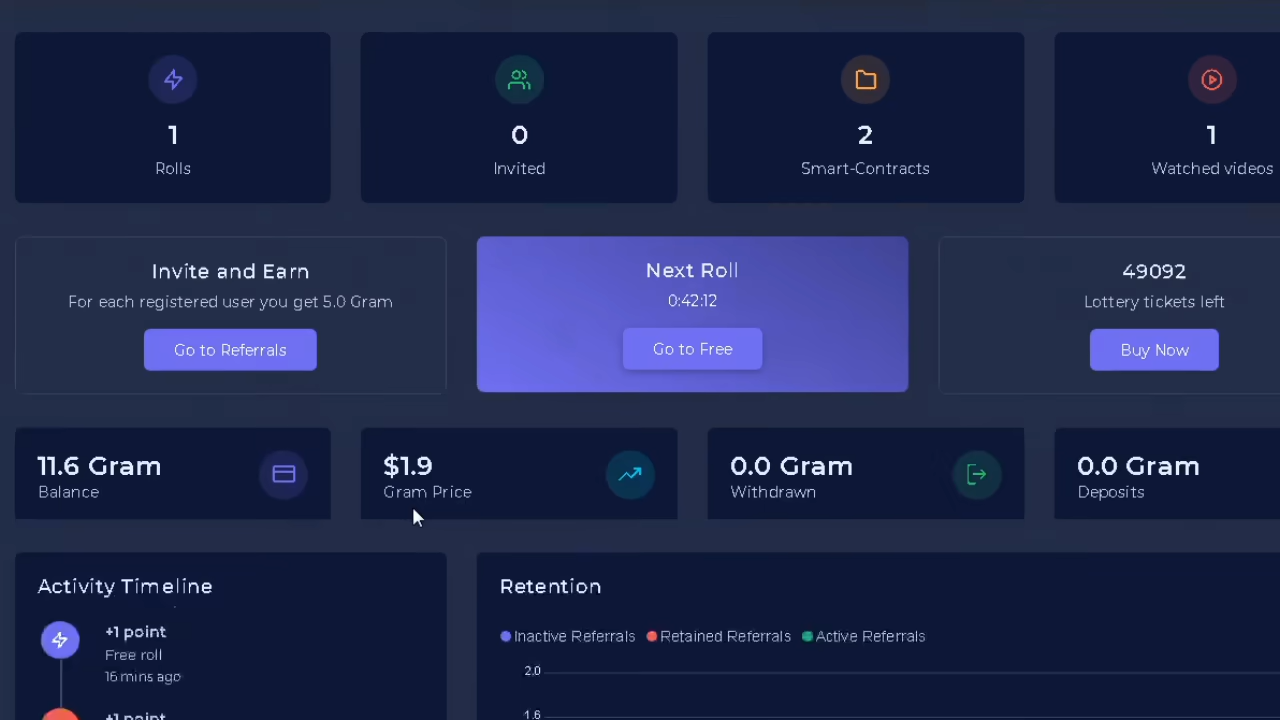 1
Rolls
0
Invited
2
Smart-Contracts
1
Watched videos
Invite and Earn
For each registered user you get 5.0 Gram
Go to Referrals
Next Roll
0:42:12
Go to Free
49092
Lottery tickets left
Buy Now
11.6 Gram
Balance
$1.9
Gram Price
0.0 Gram
Withdrawn
0.0 Gram
Deposits
Activity Timeline
+1 point
Free roll
16 mins ago
+1 point
Retention
Inactive Referrals Retained Referrals Active Referrals
2.0
1.6